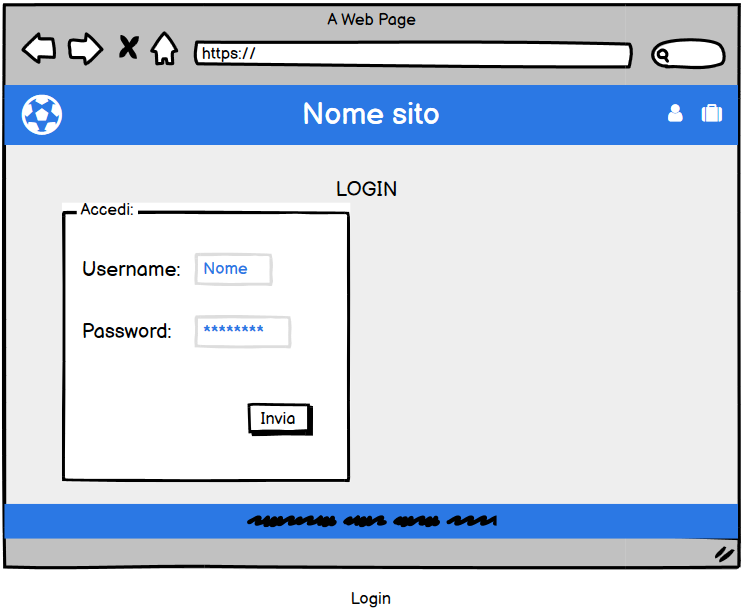 A Web Page
https://
Nome sito
LOGIN
Accedi:
Username: Nome
Password: ********
Invia
Login